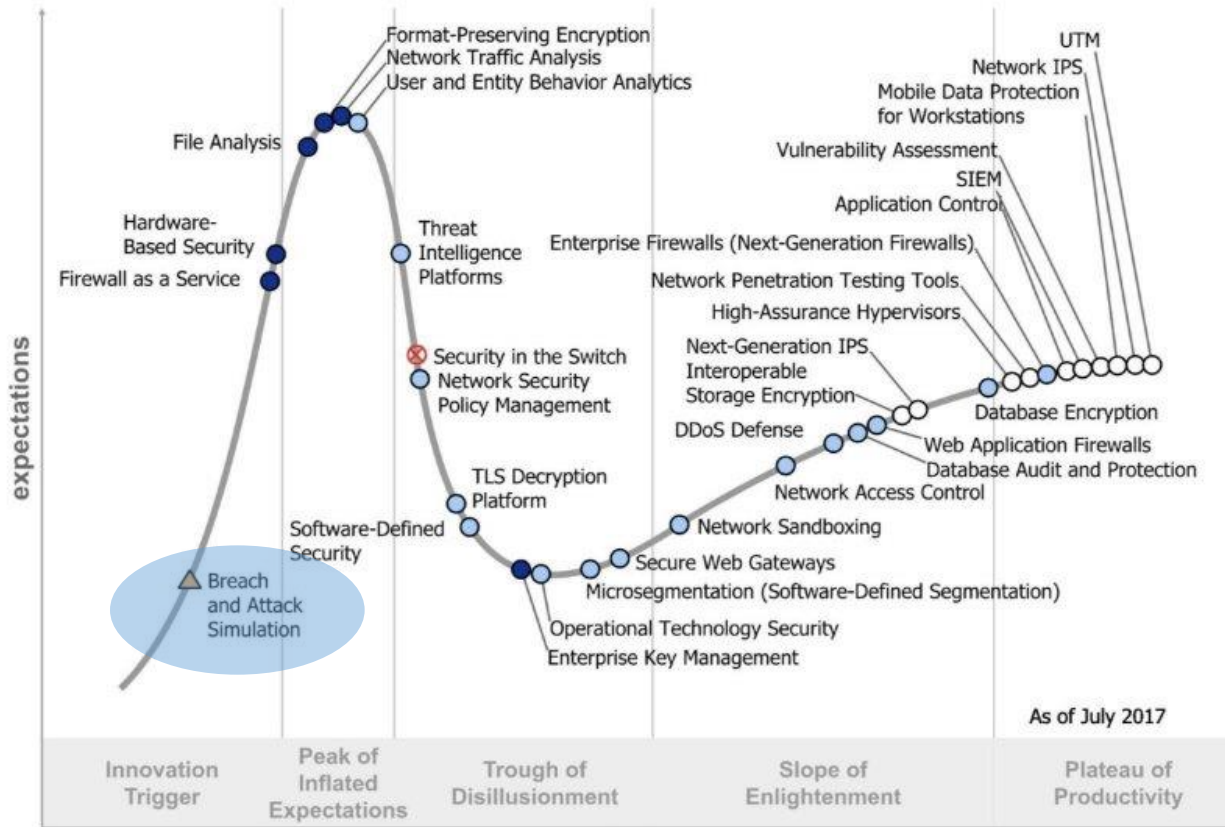 Format-Preserving Encryption
Network Traffic Analysis
User and Entity Behavior Analytics
File Analysis
Hardware-
Based Security
Firewall as a Service
Threat
Intelligence
Platforms
Security in the Switch
Network Security
Policy Management
TLS Decryption
Platform
Software-Defined
Security
Breach
and Attack
Simulation
UTM
Network IPS
Mobile Data Protection
for Workstations
Vulnerability Assessment
SIEM
Application Control
Enterprise Firewalls (Next-Generation Firewalls)
Network Penetration Testing Tools
High-Assurance Hypervisors
Next-Generation IPS
Interoperable
Storage Encryption
DDoS Defense
Database Encryption
Web Application Firewalls
Database Audit and Protection
Network Access Control
Network Sandboxing
Secure Web Gateways
Microsegmentation (Software-Defined Segmentation)
Operational Technology Security
Enterprise Key Management
As of July 2017
expectations
Innovation
Trigger
Peak of
Inflated
Expectations
Trough of
Disillusionment
Slope of
Enlightenment
Plateau of
Productivity